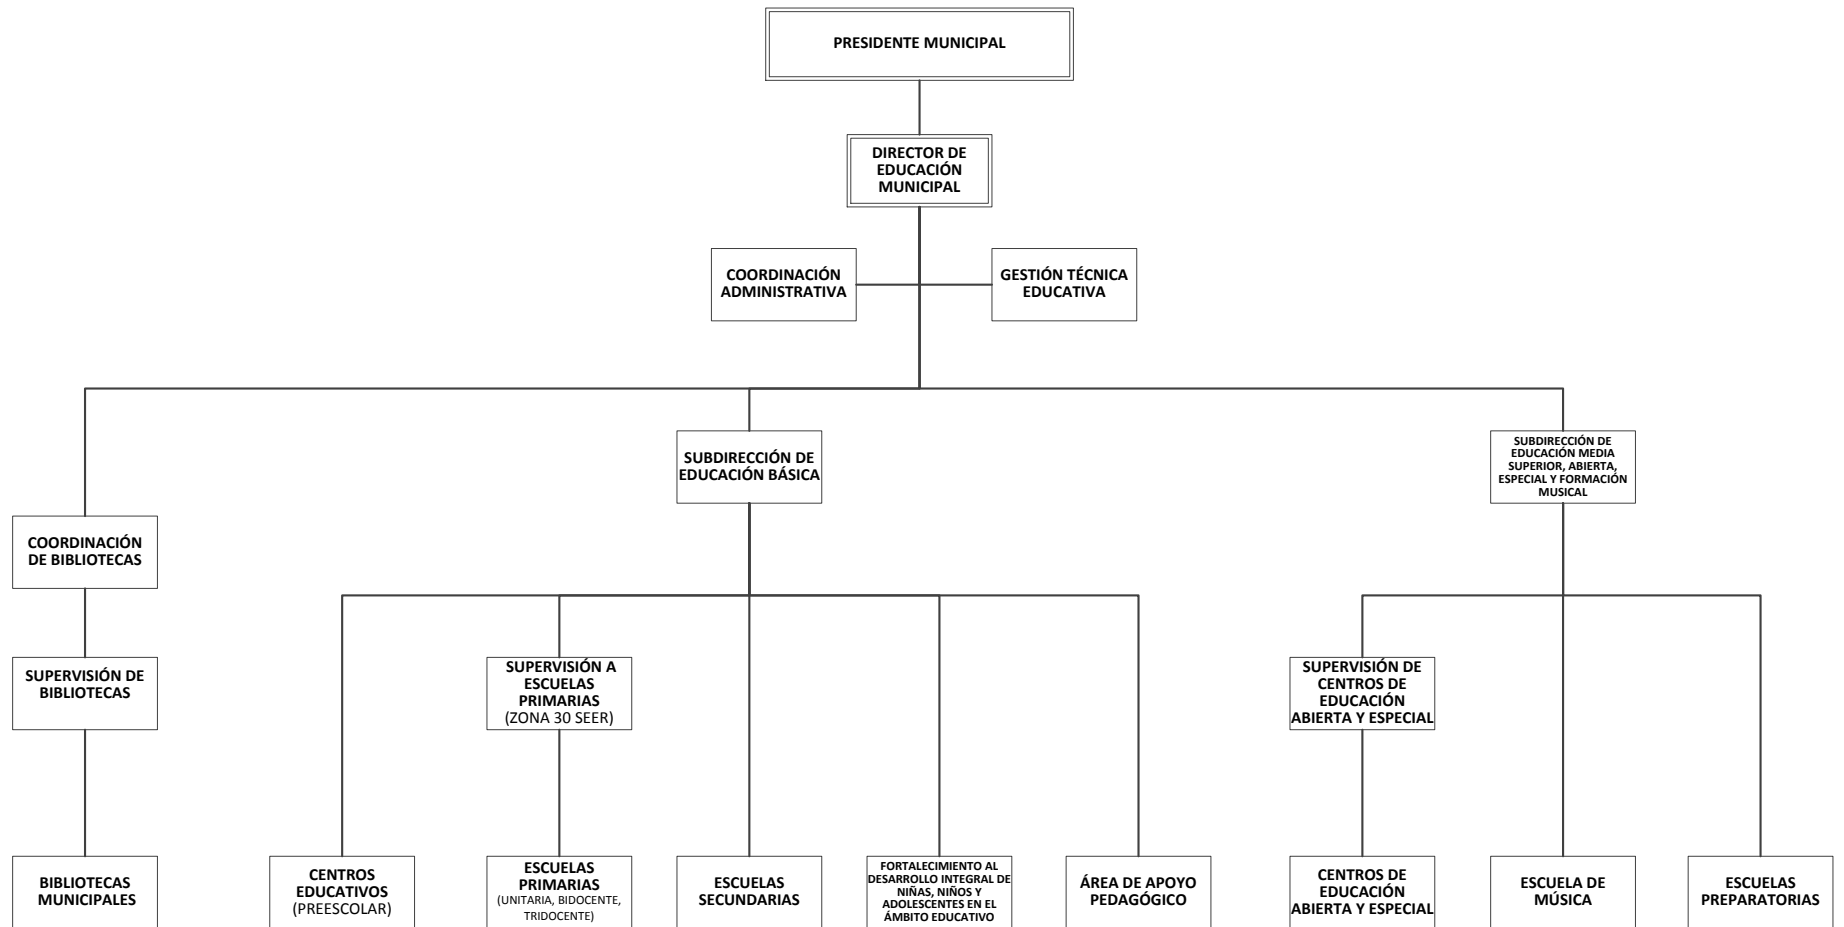 PRESIDENTE MUNICIPAL
DIRECTOR DE
EDUCACIÓN
MUNICIPAL
COORDINACIÓN
ADMINISTRATIVA
GESTIÓN TÉCNICA
EDUCATIVA
SUBDIRECCIÓN DE
EDUCACIÓN BÁSICA
SUBDIRECCIÓN DE
EDUCACIÓN MEDIA
SUPERIOR, ABIERTA,
ESPECIAL Y FORMACIÓN
MUSICAL
COORDINACIÓN
DE BIBLIOTECAS
SUPERVISIÓN DE
BIBLIOTECAS
SUPERVISIÓN A
ESCUELAS
PRIMARIAS
(ZONA 30 SEER)
SUPERVISIÓN DE
CENTROS DE
EDUCACIÓN
ABIERTA Y ESPECIAL
BIBLIOTECAS
MUNICIPALES
CENTROS
EDUCATIVOS
(PREESCOLAR)
ESCUELAS
PRIMARIAS
(UNITARIA, BIDOCENTE,
TRIDOCENTE)
ESCUELAS
SECUNDARIAS
FORTALECIMIENTO AL
DESARROLLO INTEGRAL DE
NIÑAS, NIÑOS Y
ADOLESCENTES EN EL
ÁMBITO EDUCATIVO
ÁREA DE APOYO
PEDAGÓGICO
CENTROS DE
EDUCACIÓN
ABIERTA Y ESPECIAL
ESCUELA DE
MÚSICA
ESCUELAS
PREPARATORIAS